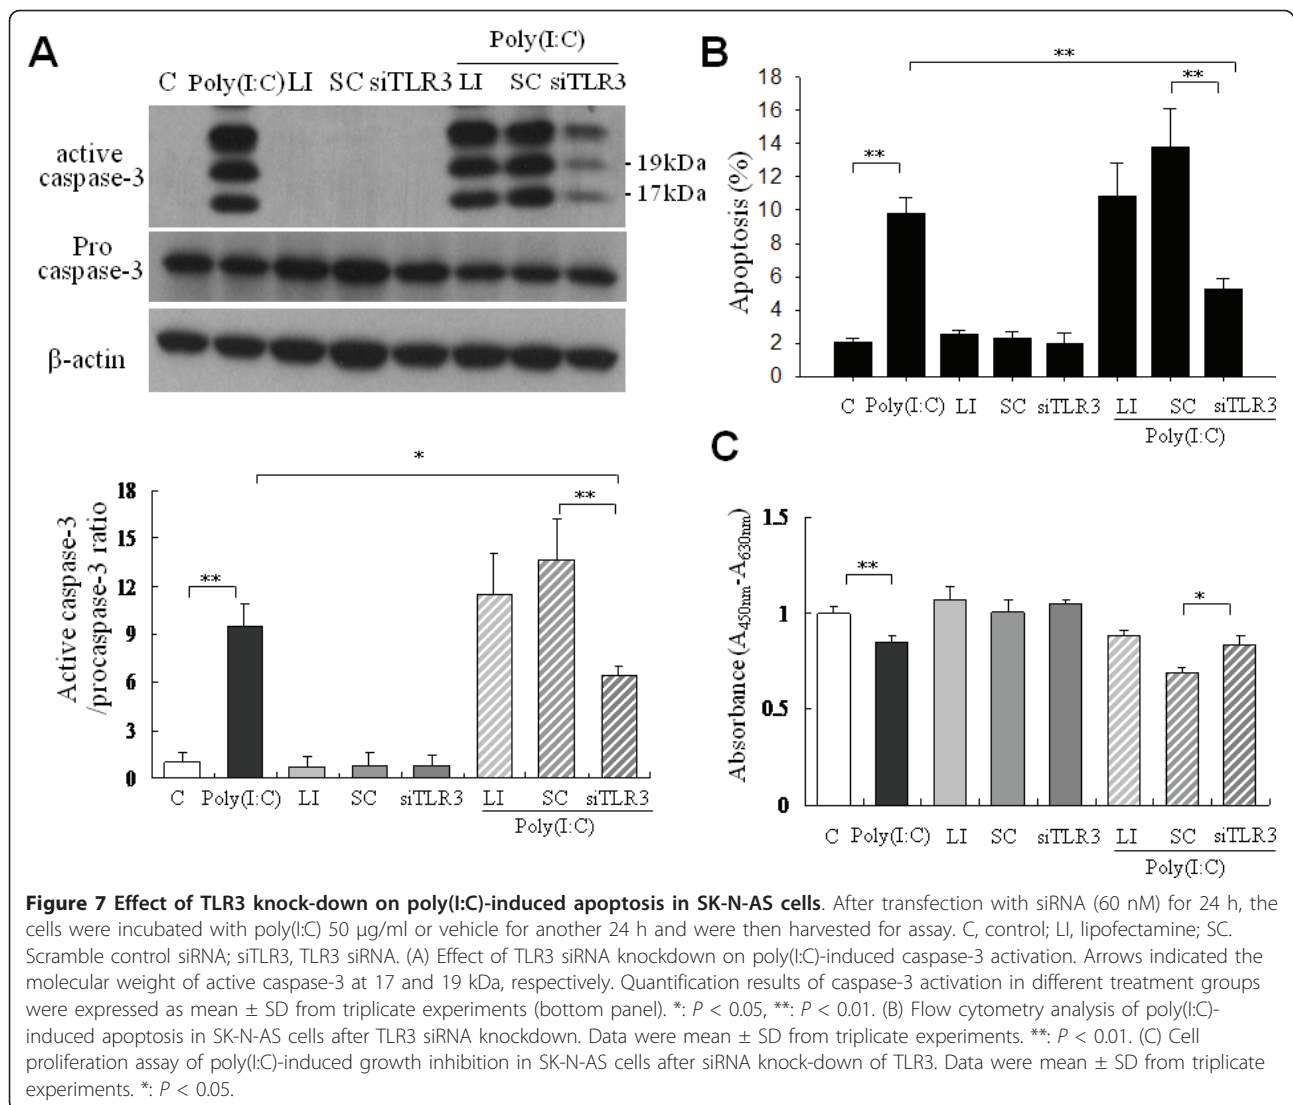 A
Poly(I:C)
C Poly(I:C) LI SC siTLR3 LI SC siTLR3
active
caspase-3
- 19kDa
- 17kDa
Pro
caspase-3
β-actin
*
**
**
Active caspase-3
/procaspase-3 ratio
18
15
12
9
6
3
0
C Poly(I:C) LI SC siTLR3 LI SC siTLR3
Poly(I:C)
B
**
**
**
Apoptosis (%)
18
16
14
12
10
8
6
4
2
0
C Poly(I:C) LI SC siTLR3 LI SC siTLR3
Poly(I:C)
C
**
*
Absorbance (A450nm-A630nm)
1.5
1
0.5
0
C Poly(I:C) LI SC siTLR3 LI SC siTLR3
Poly(I:C)
Figure 7 Effect of TLR3 knock-down on poly(I:C)-induced apoptosis in SK-N-AS cells. After transfection with siRNA (60 nM) for 24 h, the
cells were incubated with poly(I:C) 50 μg/ml or vehicle for another 24 h and were then harvested for assay. C, control; LI, lipofectamine; SC.
Scramble control siRNA; siTLR3, TLR3 siRNA. (A) Effect of TLR3 siRNA knockdown on poly(I:C)-induced caspase-3 activation. Arrows indicated the
molecular weight of active caspase-3 at 17 and 19 kDa, respectively. Quantification results of caspase-3 activation in different treatment groups
were expressed as mean ± SD from triplicate experiments (bottom panel). *: P < 0.05, **: P < 0.01. (B) Flow cytometry analysis of poly(I:C)-
induced apoptosis in SK-N-AS cells after TLR3 siRNA knockdown. Data were mean ± SD from triplicate experiments. **: P < 0.01. (C) Cell
proliferation assay of poly(I:C)-induced growth inhibition in SK-N-AS cells after siRNA knock-down of TLR3. Data were mean ± SD from triplicate
experiments. *: P < 0.05.